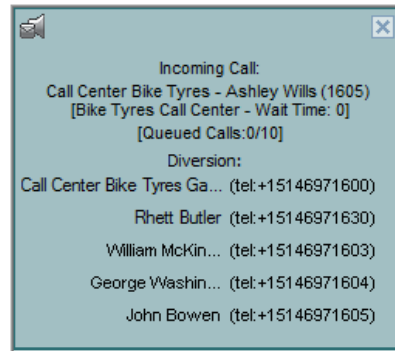 Incoming Call:
Call Center Bike Tyres - Ashley Wills (1605)
[Bike Tyres Call Center - Wait Time: 0]
[Queued Calls:0/10]
Diversion:
Call Center Bike Tyres Ga... (tel:+15146971600)
Rhett Butler (tel:+15146971630)
William McKin... (tel:+15146971603)
George Washin... (tel:+15146971604)
John Bowen (tel:+15146971605)